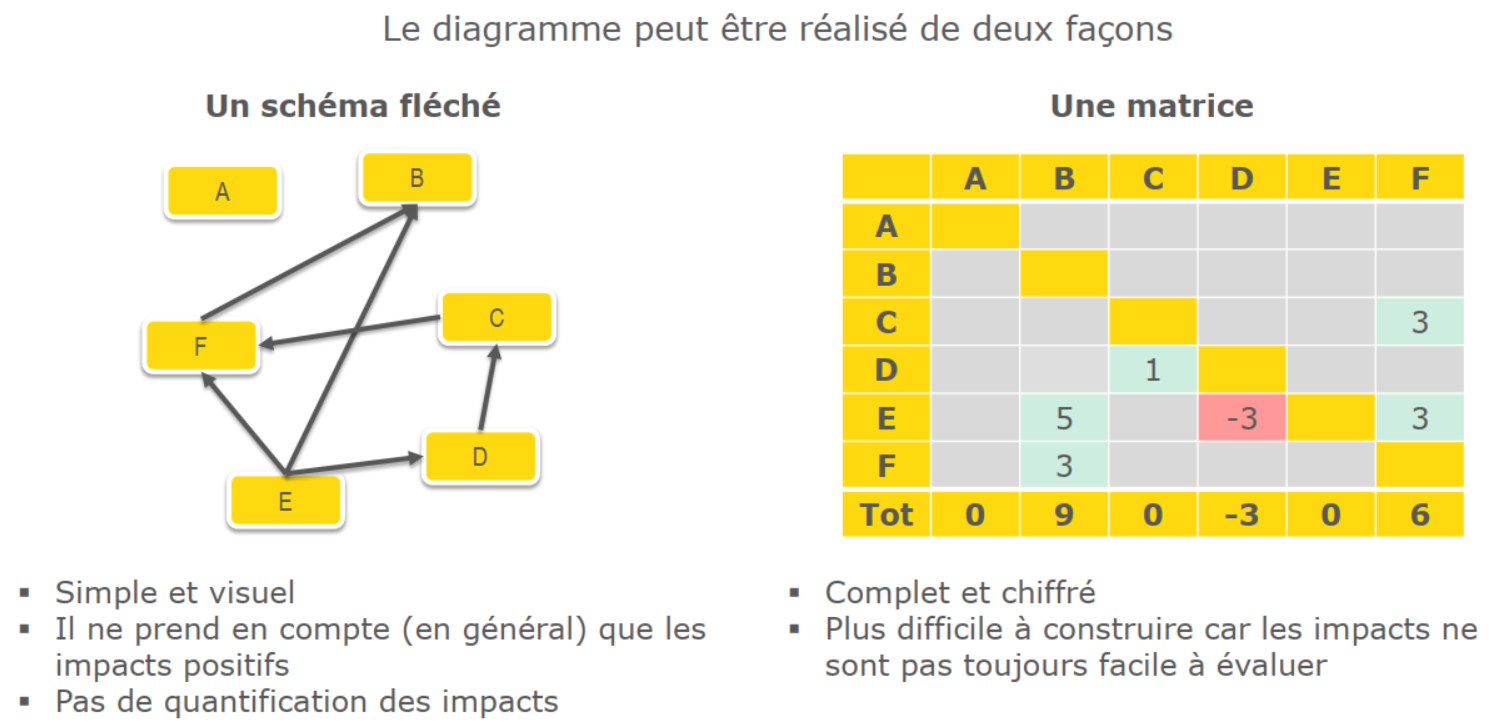 Le diagramme peut être réalisé de deux façons
Un schéma fléché
A
B
C
F
D
E
▪ Simple et visuel
▪ Il ne prend en compte (en général) que les
impacts positifs
▪ Pas de quantification des impacts
Une matrice
A B C D E F
A
B
C 3
D 1
E 5 -3 3
F 3
Tot 0 9 0 -3 0 6
▪ Complet et chiffré
▪ Plus difficile à construire car les impacts ne
sont pas toujours facile à évaluer